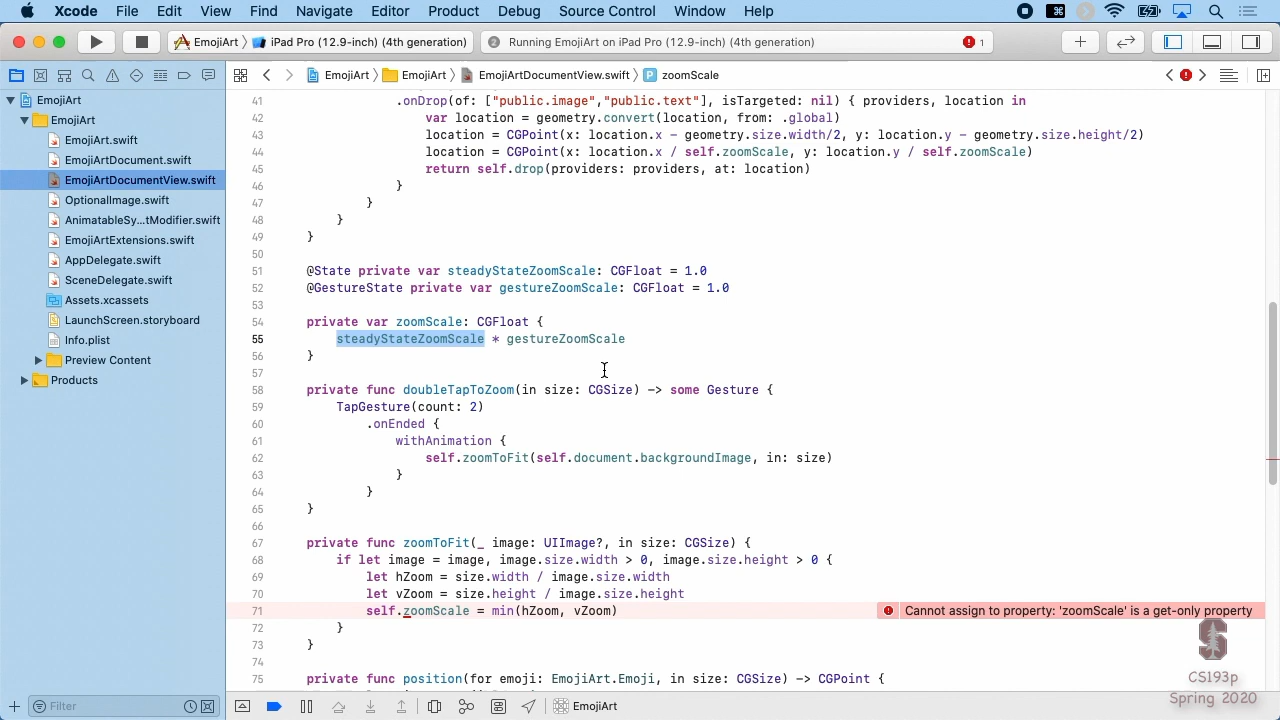 Xcode File Edit View Find Navigate Editor Product Debug Source Control Window Help
EmojiArt iPad Pro (12.9-inch) (4th generation) 2 Running EmojiArt on iPad Pro (12.9-inch) (4th generation) 1
EmojiArt EmojiArt EmojiArtDocumentView.swift P zoomScale
EmojiArt
EmojiArt
EmojiArt.swift
EmojiArtDocument.swift
EmojiArtDocumentView.swift
OptionalImage.swift
AnimatableSy...tModifier.swift
EmojiArtExtensions.swift
AppDelegate.swift
SceneDelegate.swift
Assets.xcassets
LaunchScreen.storyboard
Info.plist
Preview Content
Products
Filter
41 .onDrop(of: ["public.image","public.text"], isTargeted: nil) { providers, location in
42 var location = geometry.convert(location, from: .global)
43 location = CGPoint(x: location.x - geometry.size.width/2, y: location.y - geometry.size.height/2)
44 location = CGPoint(x: location.x / self.zoomScale, y: location.y / self.zoomScale)
45 return self.drop(providers: providers, at: location)
46 }
47 }
48 }
49 }
50
51 @State private var steadyStateZoomScale: CGFloat = 1.0
52 @GestureState private var gestureZoomScale: CGFloat = 1.0
53
54 private var zoomScale: CGFloat {
55 steadyStateZoomScale * gestureZoomScale
56 }
57
58 private func doubleTapToZoom(in size: CGSize) -> some Gesture {
59 TapGesture(count: 2)
60 .onEnded {
61 withAnimation {
62 self.zoomToFit(self.document.backgroundImage, in: size)
63 }
64 }
65 }
66
67 private func zoomToFit(_ image: UIImage?, in size: CGSize) {
68 if let image = image, image.size.width > 0, image.size.height > 0 {
69 let hZoom = size.width / image.size.width
70 let vZoom = size.height / image.size.height
71 self.zoomScale = min(hZoom, vZoom) Cannot assign to property: 'zoomScale' is a get-only property
72 }
73 }
74
75 private func position(for emoji: EmojiArt.Emoji, in size: CGSize) -> CGPoint {
EmojiArt
S
CS193p
Spring 2020